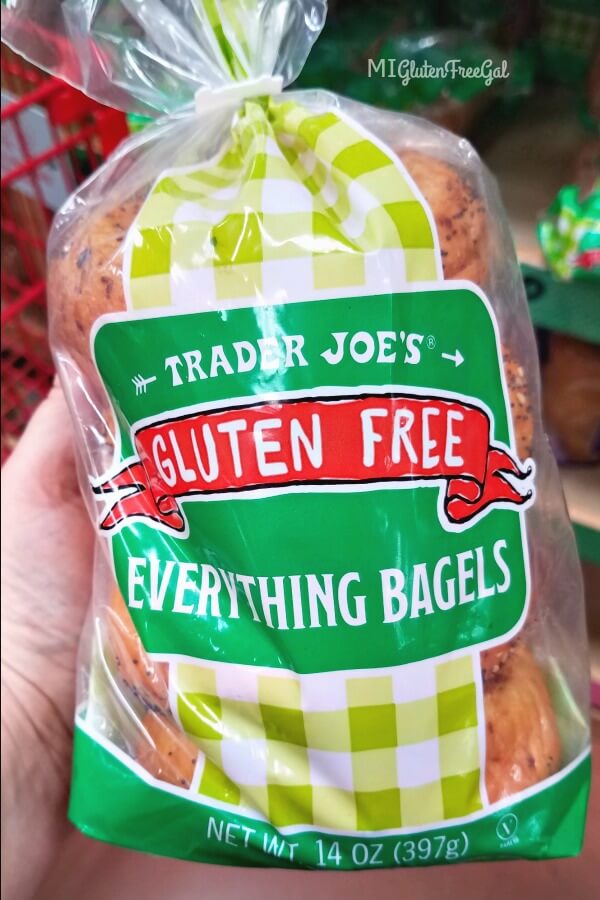 MIGlutenFreeGal
TRADER JOE'S®
GLUTEN FREE
EVERYTHING BAGELS
NET WT. 14 OZ (397g)
V